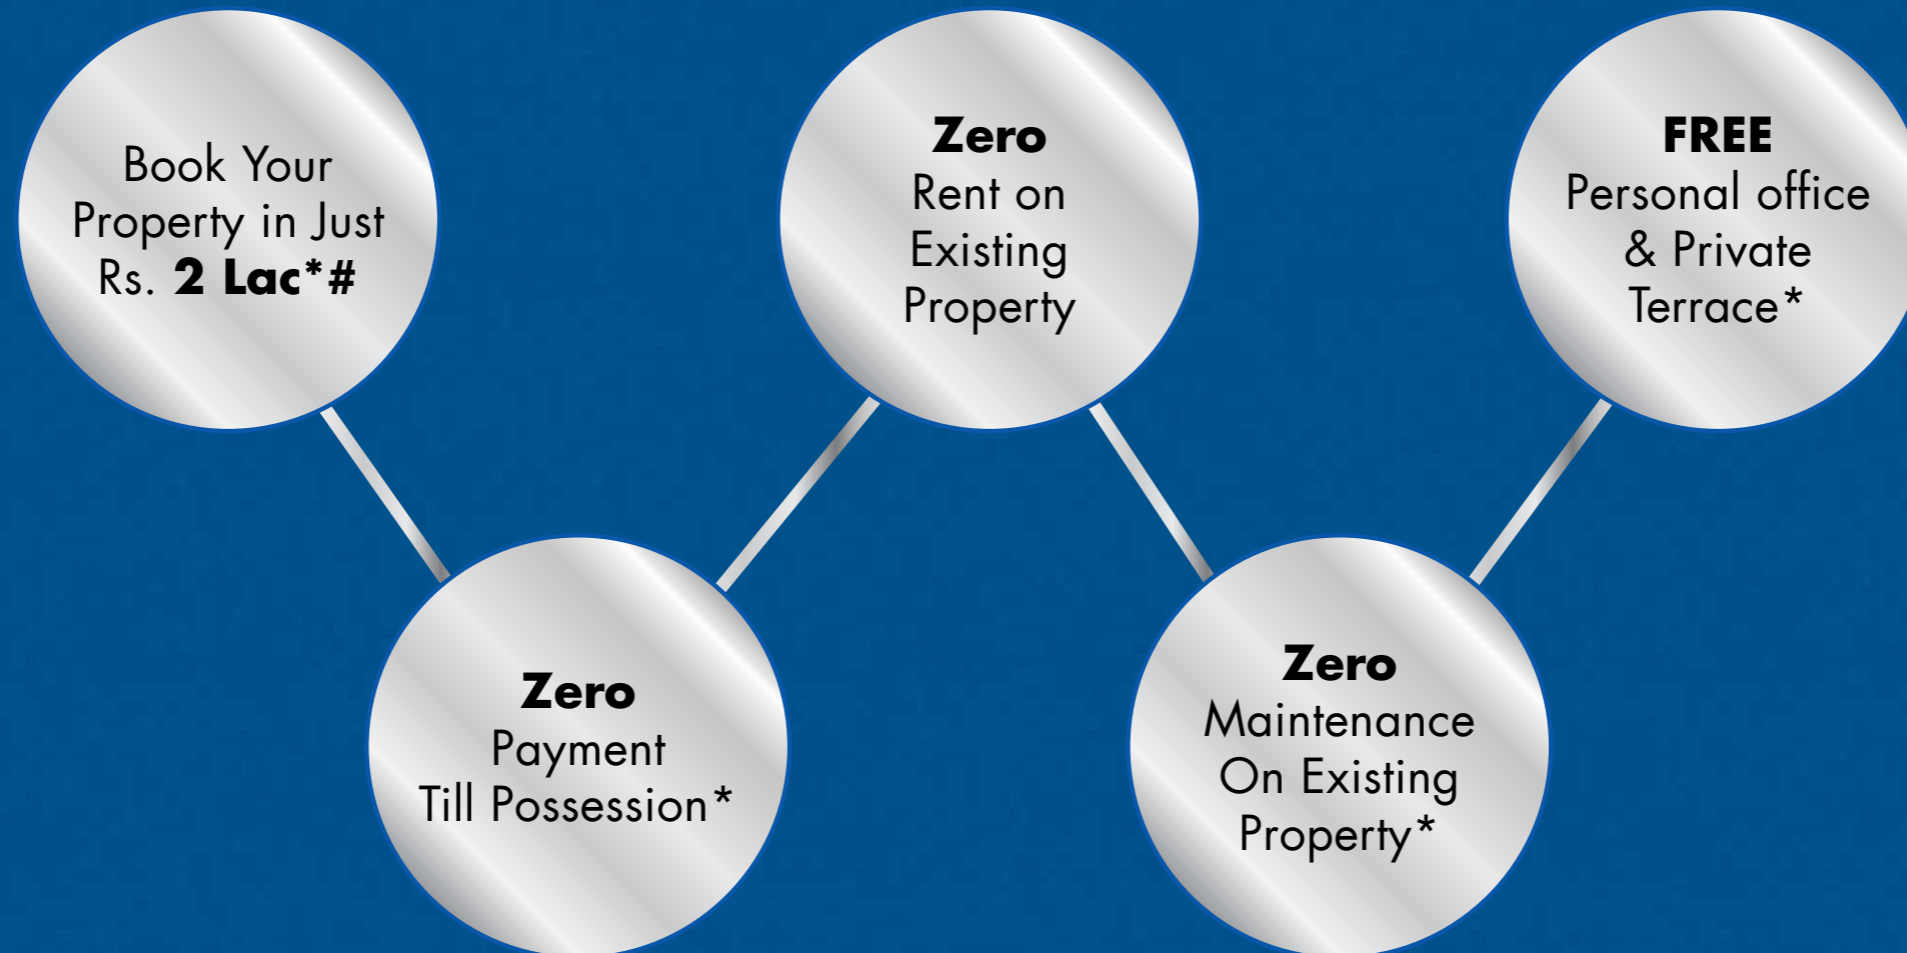 Book Your
Property in Just
Rs. 2 Lac*#
Zero
Payment
Till Possession*
Zero
Rent on
Existing
Property
Zero
Maintenance
On Existing
Property*
FREE
Personal office
& Private
Terrace*